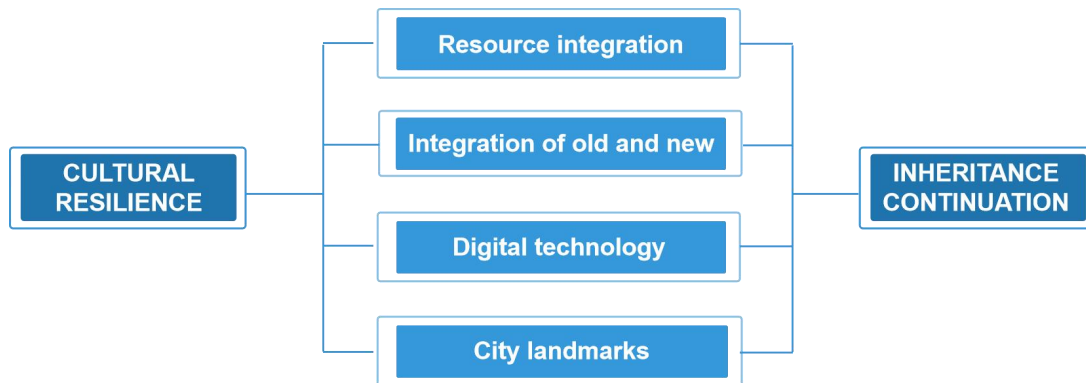 CULTURAL
RESILIENCE
Resource integration
Integration of old and new
Digital technology
City landmarks
INHERITANCE
CONTINUATION